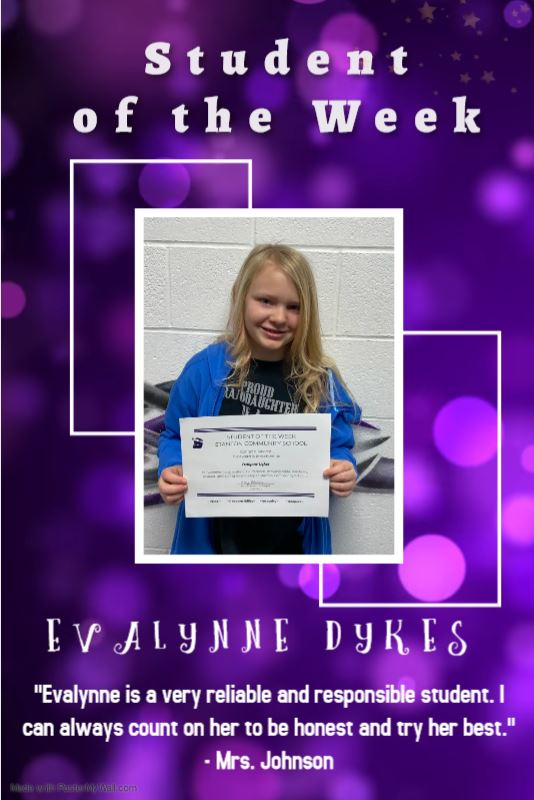 Student
of the Week
PROUD
STUDENT OF THE WEEK
STANTON COMMUNITY SCHOOL
Evalynne Dykes
EVALYNNE DYKES
"Evalynne is a very reliable and responsible student. I
can always count on her to be honest and try her best."
- Mrs. Johnson
Made with PosterMyWall.com